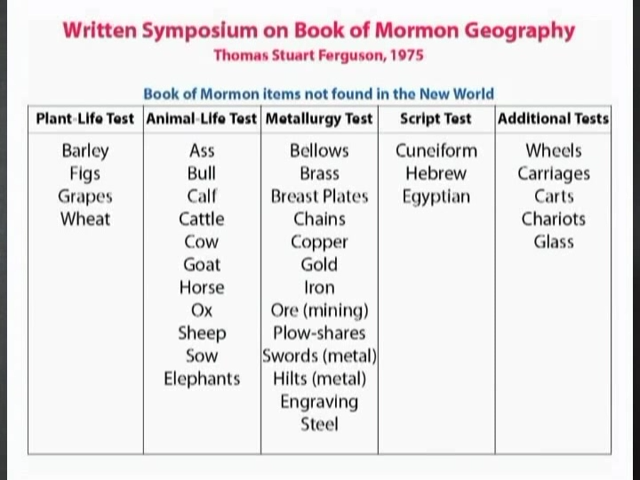 Written Symposium on Book of Mormon Geography
Thomas Stuart Ferguson, 1975
Book of Mormon items not found in the New World
Plant-Life Test Animal-Life Test Metallurgy Test Script Test Additional Tests
Barley Ass Bellows Cuneiform Wheels
Figs Bull Brass Hebrew Carriages
Grapes Calf Breast Plates Egyptian Carts
Wheat Cattle Chains Chariots
Cow Copper Glass
Goat Gold
Horse Iron
Ox Ore (mining)
Sheep Plow-shares
Sow Swords (metal)
Elephants Hilts (metal)
Engraving
Steel